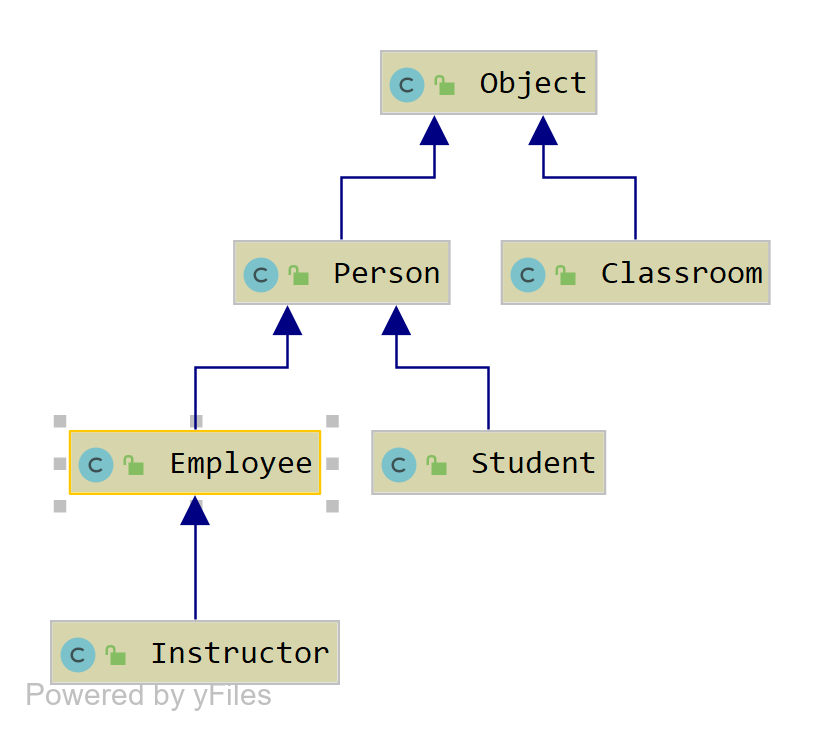 C Object
C Person
C Classroom
C Employee
C Student
C Instructor
Powered by yFiles